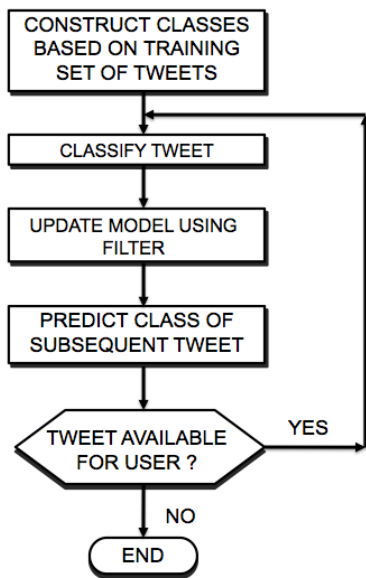 CONSTRUCT CLASSES
BASED ON TRAINING
SET OF TWEETS
CLASSIFY TWEET
UPDATE MODEL USING
FILTER
PREDICT CLASS OF
SUBSEQUENT TWEET
TWEET AVAILABLE
FOR USER ?
YES
NO
END